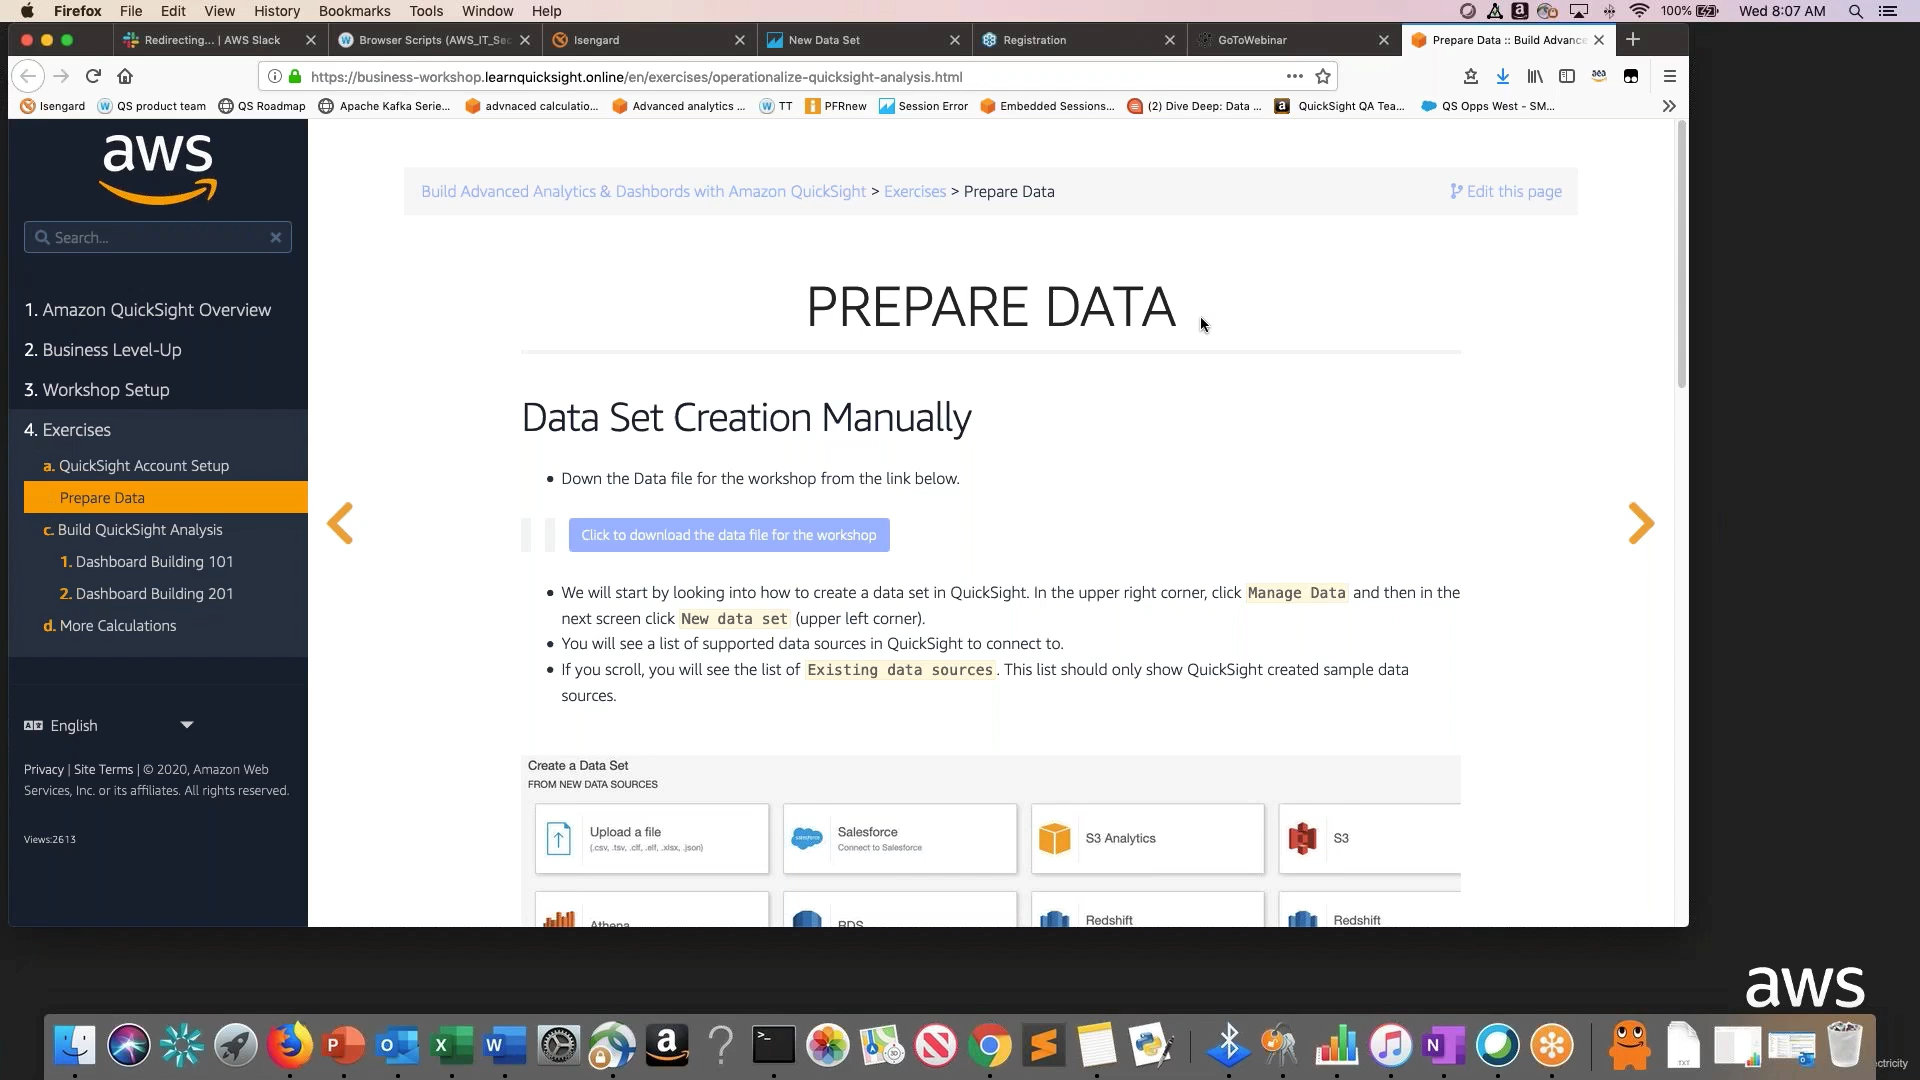 Firefox File Edit View History Bookmarks Tools Window Help 100% Wed 8:07 AM
Redirecting... | AWS Slack Browser Scripts (AWS_IT_Sec Isengard New Data Set Registration GoToWebinar Prepare Data :: Build Advance
https://business-workshop.learnquicksight.online/en/exercises/operationalize-quicksight-analysis.html
Isengard QS product team QS Roadmap Apache Kafka Serie... advnaced calculatio... Advanced analytics ... TT PFRnew Session Error Embedded Sessions... (2) Dive Deep: Data ... QuickSight QA Tea... QS Opps West - SM...
aws
Search...
1. Amazon QuickSight Overview
2. Business Level-Up
3. Workshop Setup
4. Exercises
a. QuickSight Account Setup
Prepare Data
c. Build QuickSight Analysis
1. Dashboard Building 101
2. Dashboard Building 201
d. More Calculations
English
Privacy | Site Terms | © 2020, Amazon Web
Services, Inc. or its affiliates. All rights reserved.
Views:2613
Build Advanced Analytics & Dashbords with Amazon QuickSight > Exercises > Prepare Data Edit this page
PREPARE DATA
Data Set Creation Manually
• Down the Data file for the workshop from the link below.
Click to download the data file for the workshop
• We will start by looking into how to create a data set in QuickSight. In the upper right corner, click Manage Data and then in the
next screen click New data set (upper left corner).
• You will see a list of supported data sources in QuickSight to connect to.
• If you scroll, you will see the list of Existing data sources. This list should only show QuickSight created sample data
sources.
Create a Data Set
FROM NEW DATA SOURCES
Upload a file
(.csv, .tsv, .clf, .elf, .xlsx, .json)
Salesforce
Connect to Salesforce
S3 Analytics
S3
Athena
RDS
Redshift
Redshift
aws